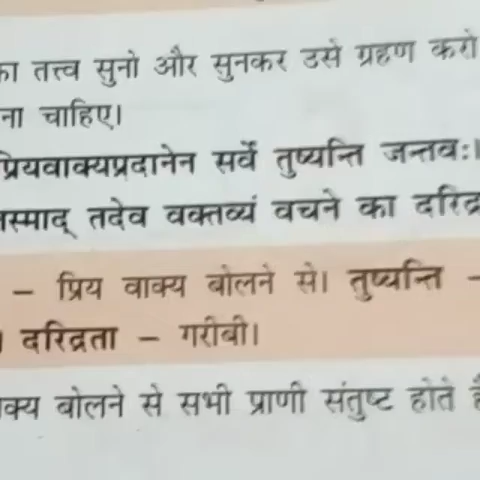 का तत्त्व सुनो और सुनकर उसे ग्रहण करो
ना चाहिए।
प्रियवाक्यप्रदानेन सर्वे तुष्यन्ति जन्तवः।
तस्माद् तदेव वक्तव्यं वचने का दरिद्र
– प्रिय वाक्य बोलने से। तुष्यन्ति –
। दरिद्रता – गरीबी।
क्य बोलने से सभी प्राणी संतुष्ट होते